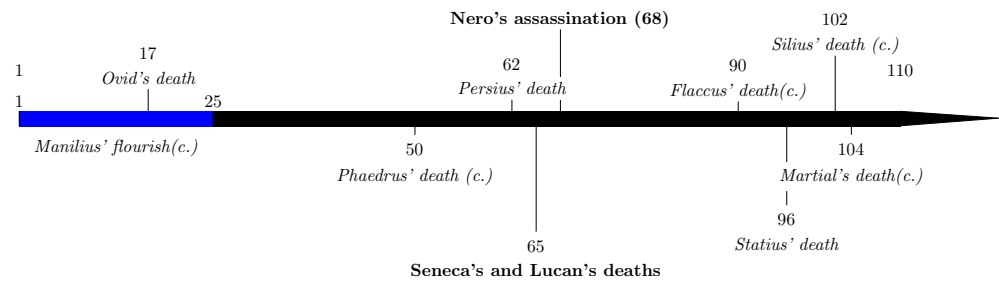 Nero's assassination (68)
102
Silius' death (c.)
17
Ovid's death
62
Persius' death
90
Flaccus' death(c.)
1
110
1
25
Manilius' flourish(c.)
50
Phaedrus' death (c.)
104
Martial's death(c.)
96
Statius' death
65
Seneca's and Lucan's deaths